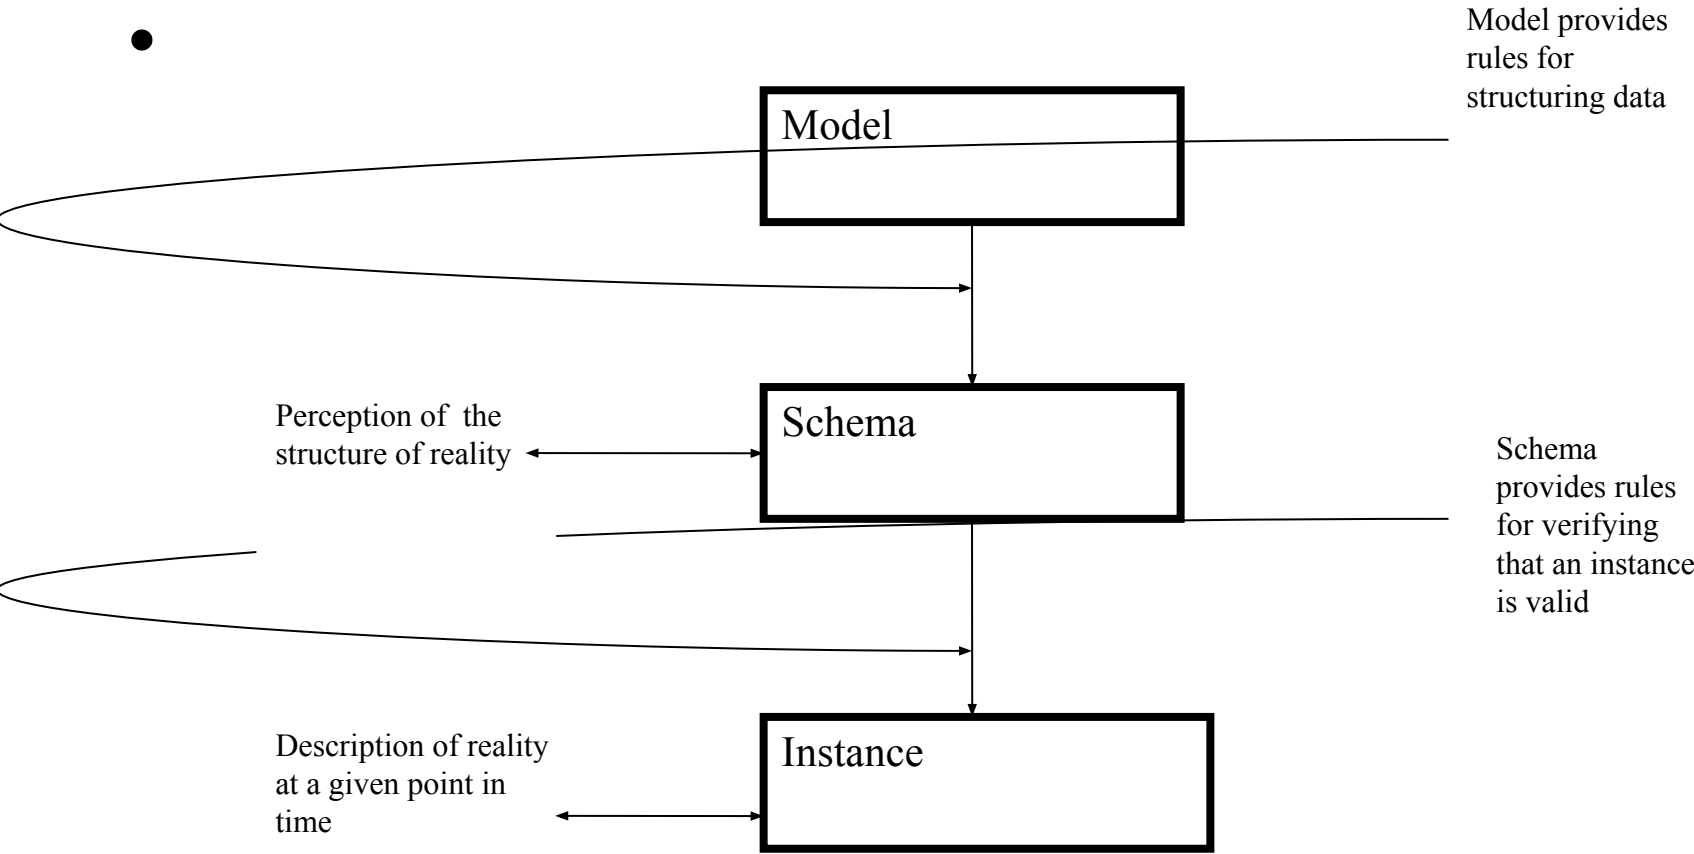 Model provides
rules for
structuring data
Model
Perception of  the
structure of reality
Schema
Schema
provides rules
for verifying
that an instance
is valid
Description of reality
at a given point in
time
Instance